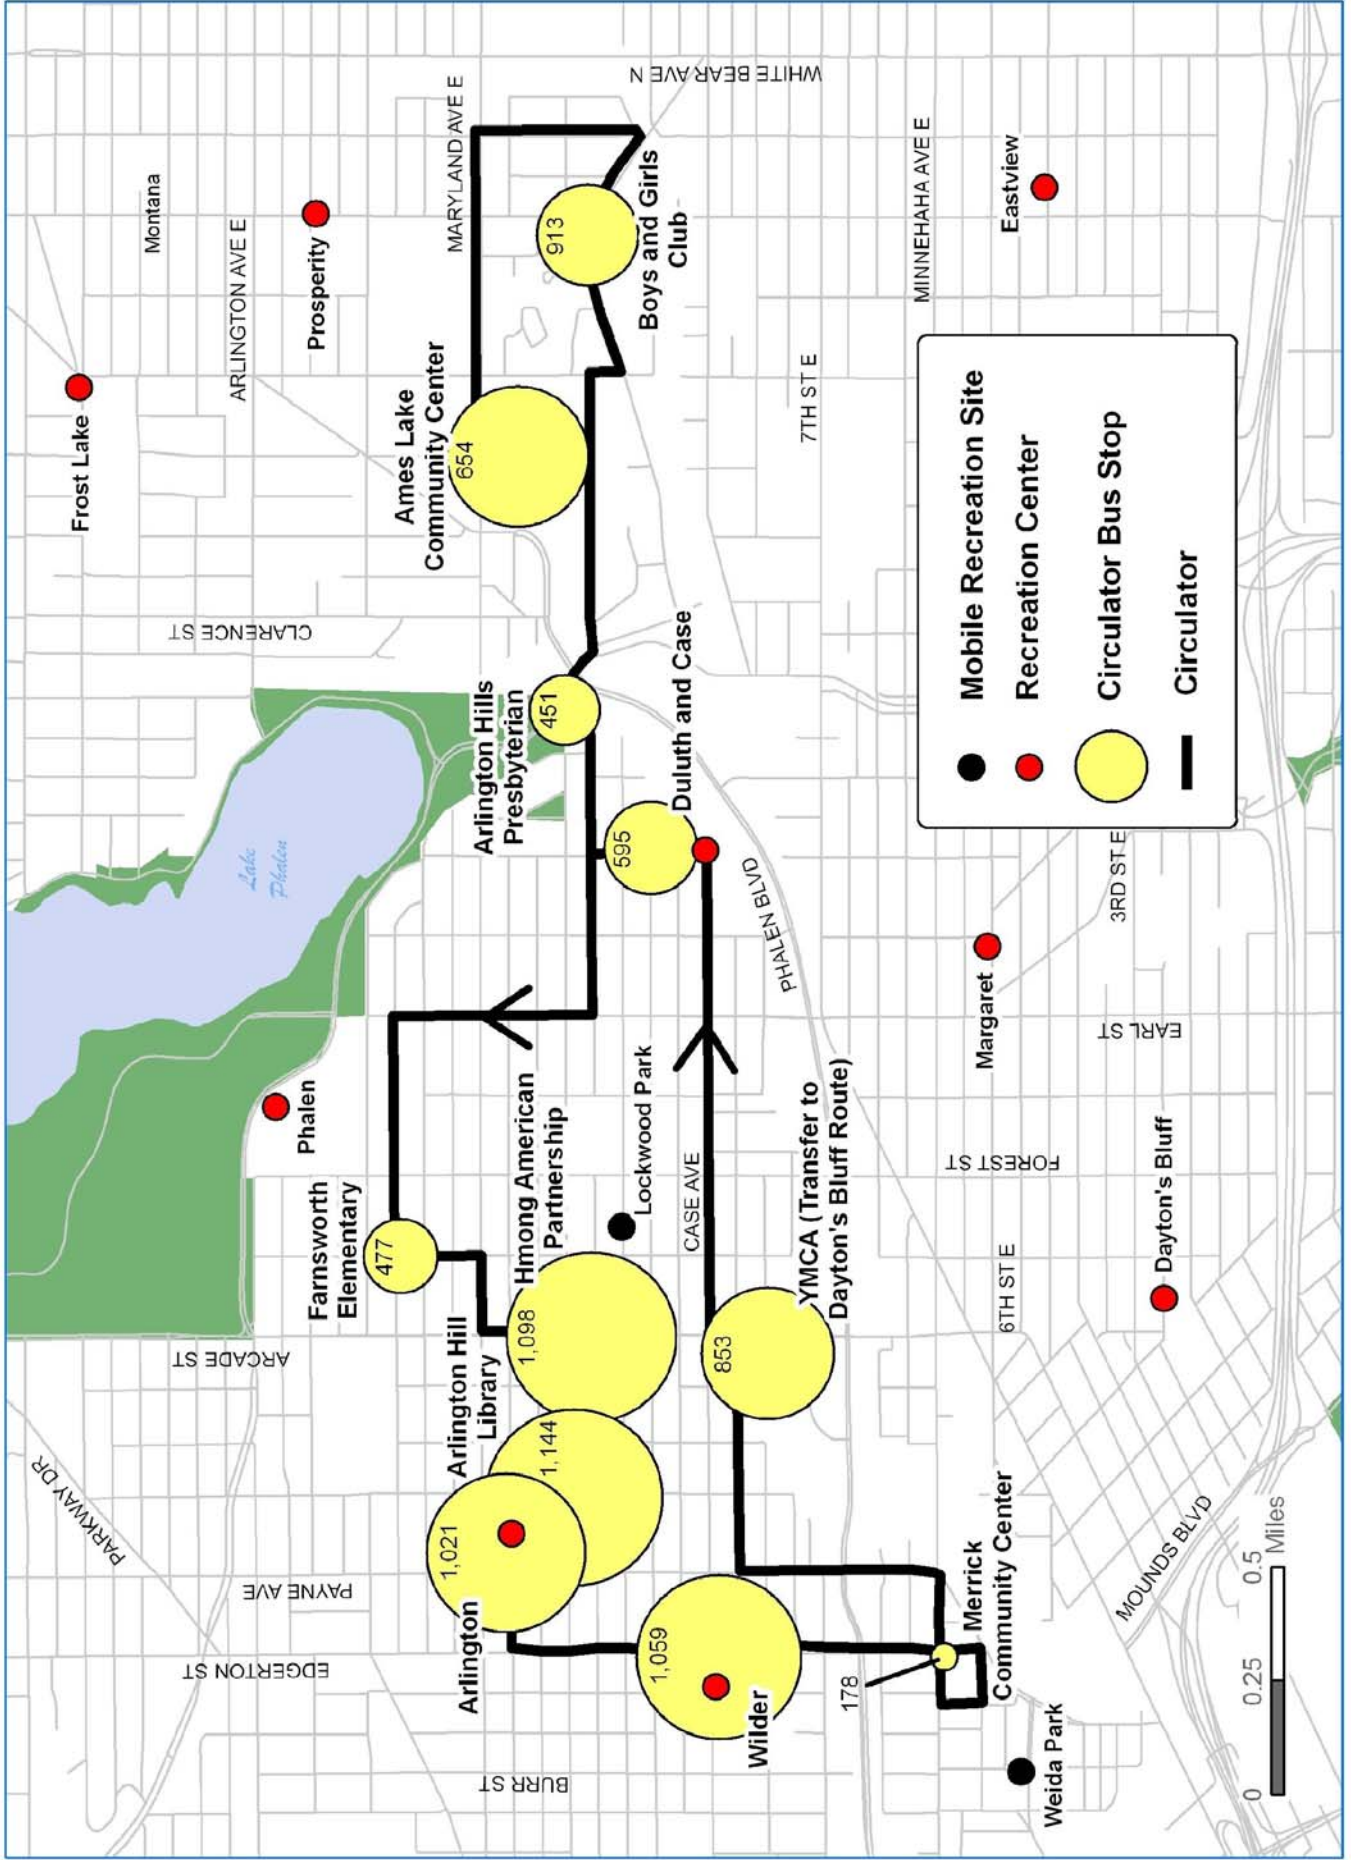 WHITE BEAR AVE N
MARYLAND AVE E
Montana
ARLINGTON AVE E
Prosperity
MINNEHAHA AVE E
Eastview
913
Boys and Girls
Club
Frost Lake
Ames Lake
Community Center
654
7TH ST E
CLARENCE ST
Arlington Hills
Presbyterian
451
Duluth and Case
595
Lake
Phalen
PHALEN BLVD
3RD ST E
Margaret
EARL ST
Phalen
Hmong American
Partnership
1,098
Lockwood Park
CASE AVE
YMCA (Transfer to
Dayton's Bluff Route)
853
FOREST ST
Dayton's Bluff
6TH ST E
Farnsworth
Elementary
477
ARCADE ST
Arlington Hill
Library
1,144
PARKWAY DR
1,021
Arlington
PAYNE AVE
EDGERTON ST
1,059
Wilder
BURR ST
178
Merrick
Community Center
Weida Park
MOUNDS BLVD
Mobile Recreation Site
Recreation Center
Circulator Bus Stop
Circulator
0 0.25 0.5
Miles